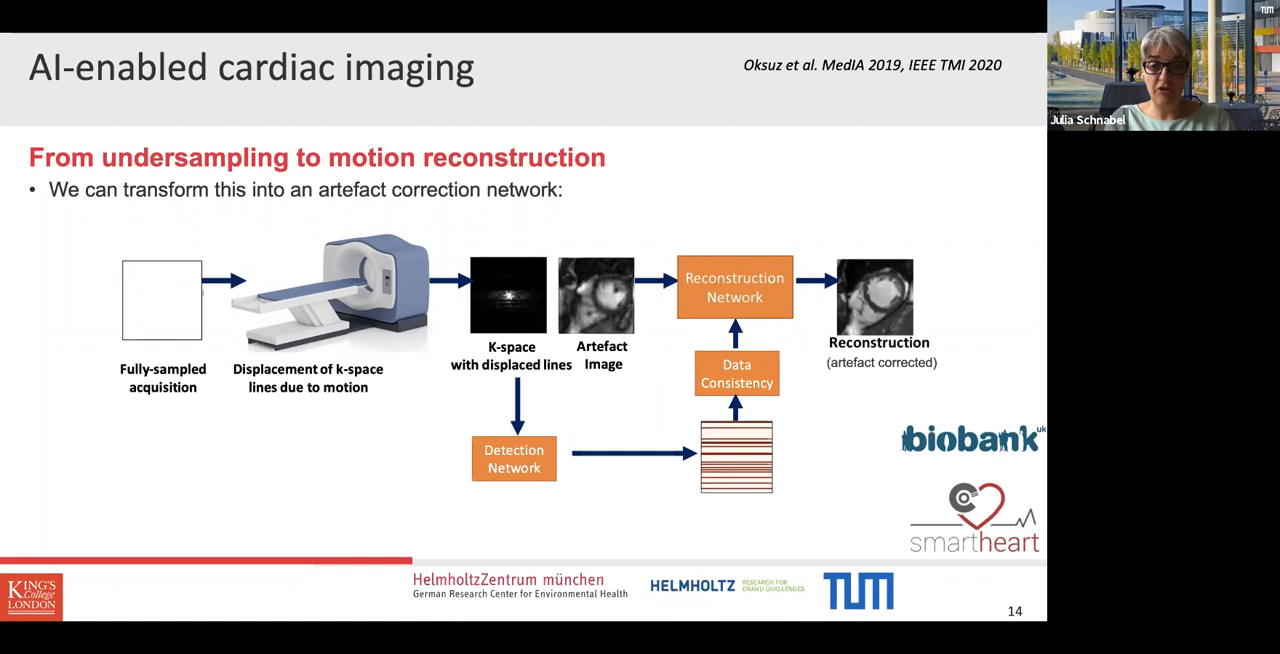 AI-enabled cardiac imaging
Oksuz et al. MedIA 2019, IEEE TMI 2020
TUM
Julia Schnabel
From undersampling to motion reconstruction
• We can transform this into an artefact correction network:
Reconstruction
Network
Fully-sampled
acquisition
Displacement of k-space
lines due to motion
K-space
with displaced lines
Artefact
Image
Reconstruction
(artefact corrected)
Data
Consistency
Detection
Network
biobank uk
smartheart
KING'S
College
LONDON
HelmholtzZentrum münchen
German Research Center for Environmental Health
HELMHOLTZ
RESEARCH FOR
GRAND CHALLENGES
TUM
14